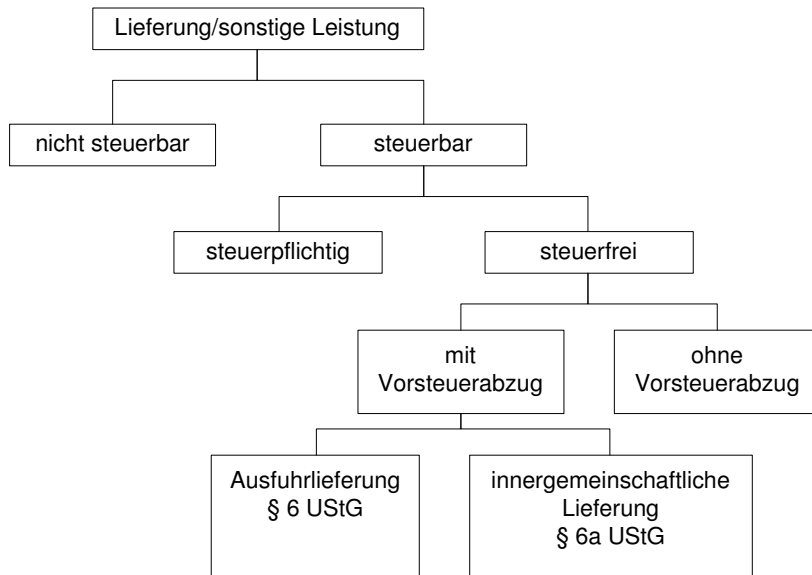 Lieferung/sonstige Leistung
nicht steuerbar
steuerbar
steuerpflichtig
steuerfrei
mit
Vorsteuerabzug
ohne
Vorsteuerabzug
Ausfuhrlieferung
§ 6 UStG
innergemeinschaftliche
Lieferung
§ 6a UStG